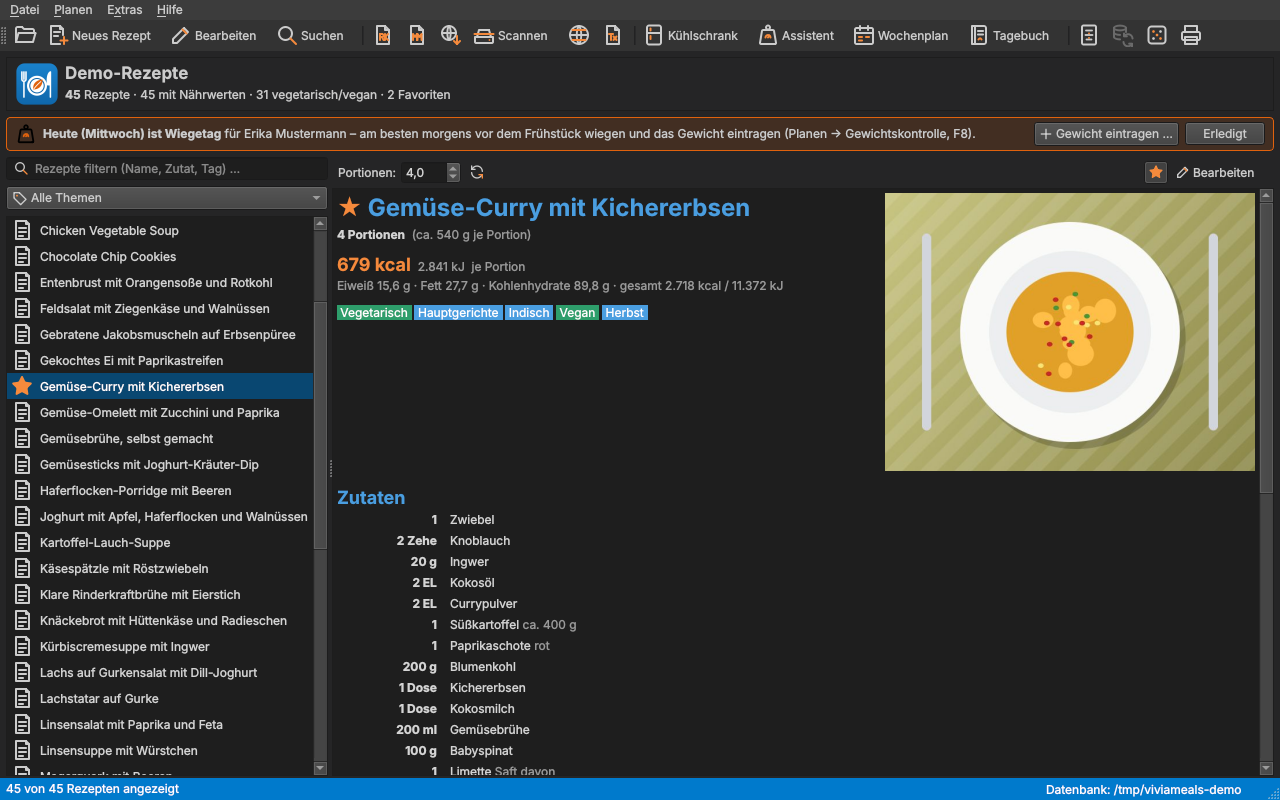 Datei Planen Extras Hilfe
Neues Rezept Bearbeiten Suchen Scannen Kühlschrank Assistent Wochenplan Tagebuch
Demo-Rezepte
45 Rezepte · 45 mit Nährwerten · 31 vegetarisch/vegan · 2 Favoriten
Heute (Mittwoch) ist Wiegetag für Erika Mustermann – am besten morgens vor dem Frühstück wiegen und das Gewicht eintragen (Planen → Gewichtskontrolle, F8).
+ Gewicht eintragen ...
Erledigt
Rezepte filtern (Name, Zutat, Tag) ...
Alle Themen
Chicken Vegetable Soup
Chocolate Chip Cookies
Entenbrust mit Orangensoße und Rotkohl
Feldsalat mit Ziegenkäse und Walnüssen
Gebratene Jakobsmuscheln auf Erbsenpüree
Gekochtes Ei mit Paprikastreifen
Gemüse-Curry mit Kichererbsen
Gemüse-Omelett mit Zucchini und Paprika
Gemüsebrühe, selbst gemacht
Gemüsesticks mit Joghurt-Kräuter-Dip
Haferflocken-Porridge mit Beeren
Joghurt mit Apfel, Haferflocken und Walnüssen
Kartoffel-Lauch-Suppe
Käsespätzle mit Röstzwiebeln
Klare Rinderkraftbrühe mit Eierstich
Knäckebrot mit Hüttenkäse und Radieschen
Kürbiscremesuppe mit Ingwer
Lachs auf Gurkensalat mit Dill-Joghurt
Lachstatar auf Gurke
Linsensalat mit Paprika und Feta
Linsensuppe mit Würstchen
Portionen: 4,0
Bearbeiten
Gemüse-Curry mit Kichererbsen
4 Portionen (ca. 540 g je Portion)
679 kcal 2.841 kJ je Portion
Eiweiß 15,6 g · Fett 27,7 g · Kohlenhydrate 89,8 g · gesamt 2.718 kcal / 11.372 kJ
Vegetarisch Hauptgerichte Indisch Vegan Herbst
Zutaten
1 Zwiebel
2 Zehe Knoblauch
20 g Ingwer
2 EL Kokosöl
2 EL Currypulver
1 Süßkartoffel ca. 400 g
1 Paprikaschote rot
200 g Blumenkohl
1 Dose Kichererbsen
1 Dose Kokosmilch
200 ml Gemüsebrühe
100 g Babyspinat
1 Limette Saft davon
45 von 45 Rezepten angezeigt
Datenbank: /tmp/viviameals-demo